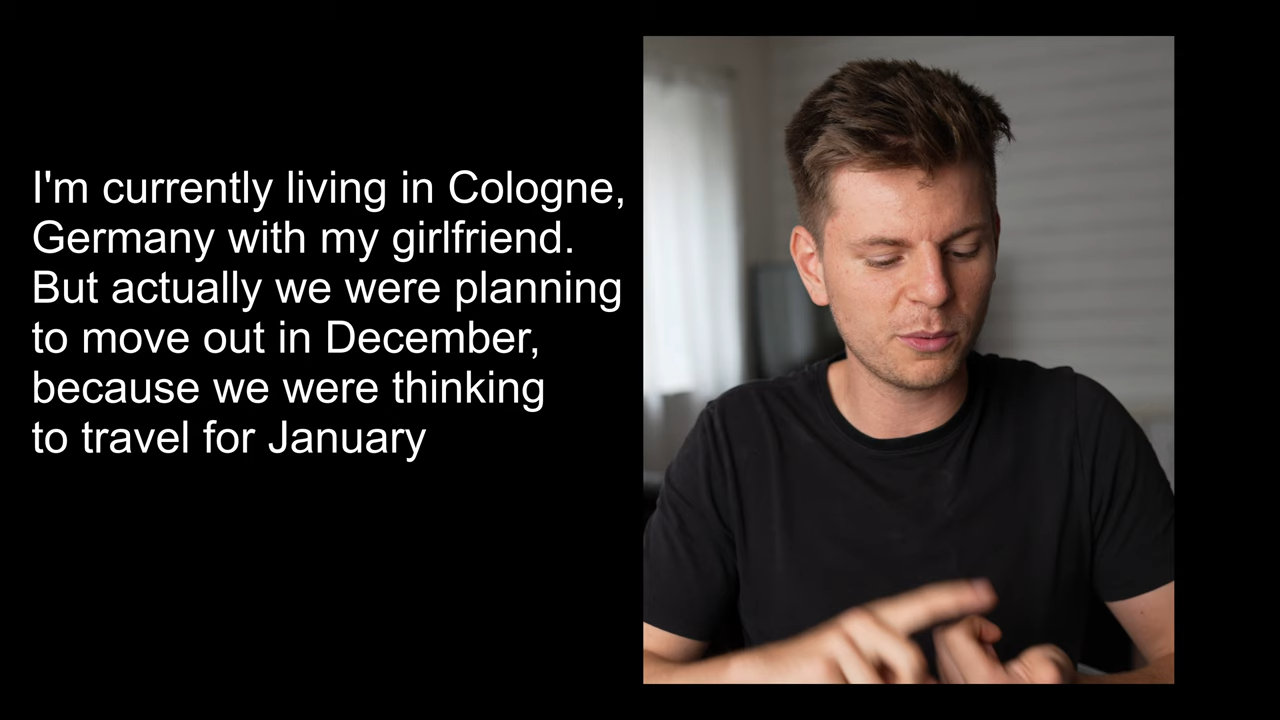 I'm currently living in Cologne,
Germany with my girlfriend.
But actually we were planning
to move out in December,
because we were thinking
to travel for January